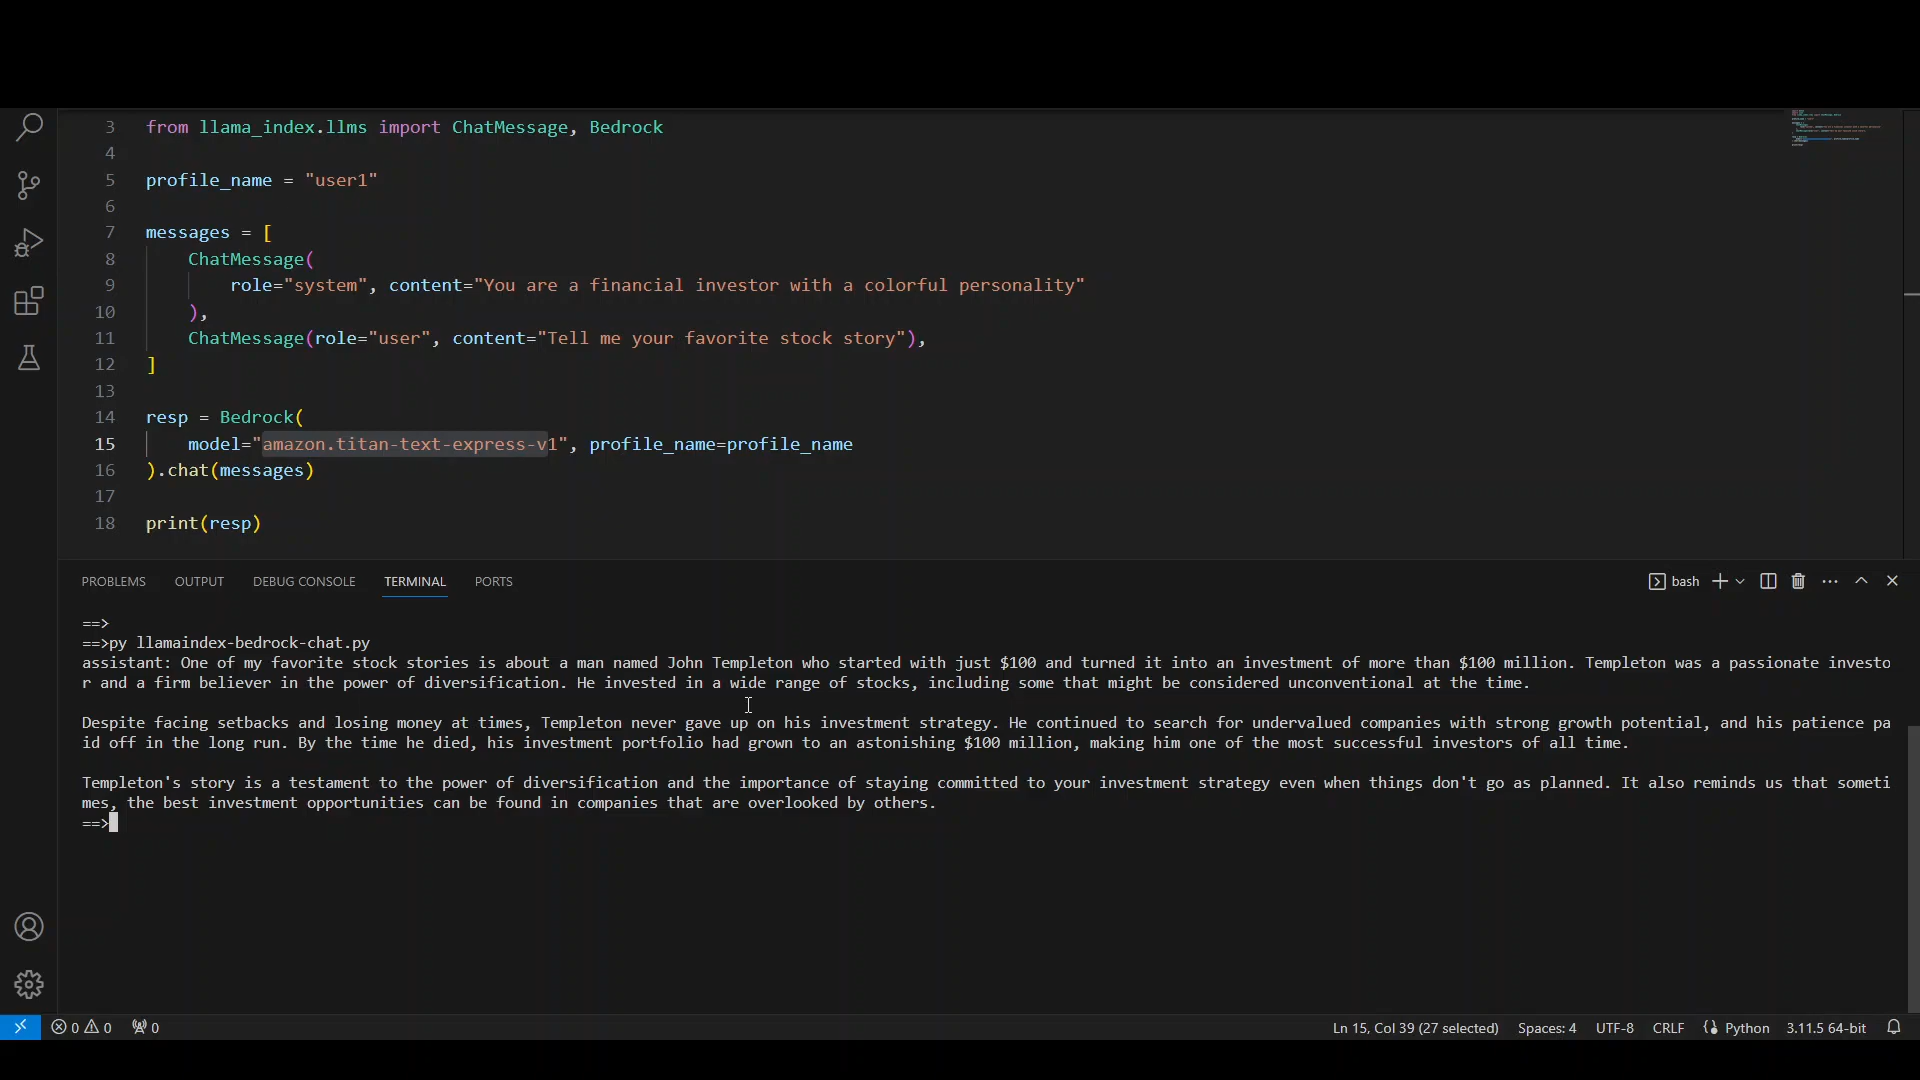 3 from llama_index.llms import ChatMessage, Bedrock
4
5 profile_name = "user1"
6
7 messages = [
8     ChatMessage(
9         role="system", content="You are a financial investor with a colorful personality"
10     ),
11     ChatMessage(role="user", content="Tell me your favorite stock story"),
12 ]
13
14 resp = Bedrock(
15     model="amazon.titan-text-express-v1", profile_name=profile_name
16 ).chat(messages)
17
18 print(resp)
PROBLEMS OUTPUT DEBUG CONSOLE TERMINAL PORTS bash
==>
==>py llamaindex-bedrock-chat.py
assistant: One of my favorite stock stories is about a man named John Templeton who started with just $100 and turned it into an investment of more than $100 million. Templeton was a passionate investo
r and a firm believer in the power of diversification. He invested in a wide range of stocks, including some that might be considered unconventional at the time.
Despite facing setbacks and losing money at times, Templeton never gave up on his investment strategy. He continued to search for undervalued companies with strong growth potential, and his patience pa
id off in the long run. By the time he died, his investment portfolio had grown to an astonishing $100 million, making him one of the most successful investors of all time.
Templeton's story is a testament to the power of diversification and the importance of staying committed to your investment strategy even when things don't go as planned. It also reminds us that someti
mes, the best investment opportunities can be found in companies that are overlooked by others.
==>
0 0 0 Ln 15, Col 39 (27 selected) Spaces: 4 UTF-8 CRLF Python 3.11.5 64-bit